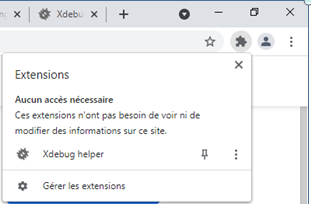 Xdebu
Extensions
Aucun accès nécessaire
Ces extensions n'ont pas besoin de voir ni de
modifier des informations sur ce site.
Xdebug helper
Gérer les extensions